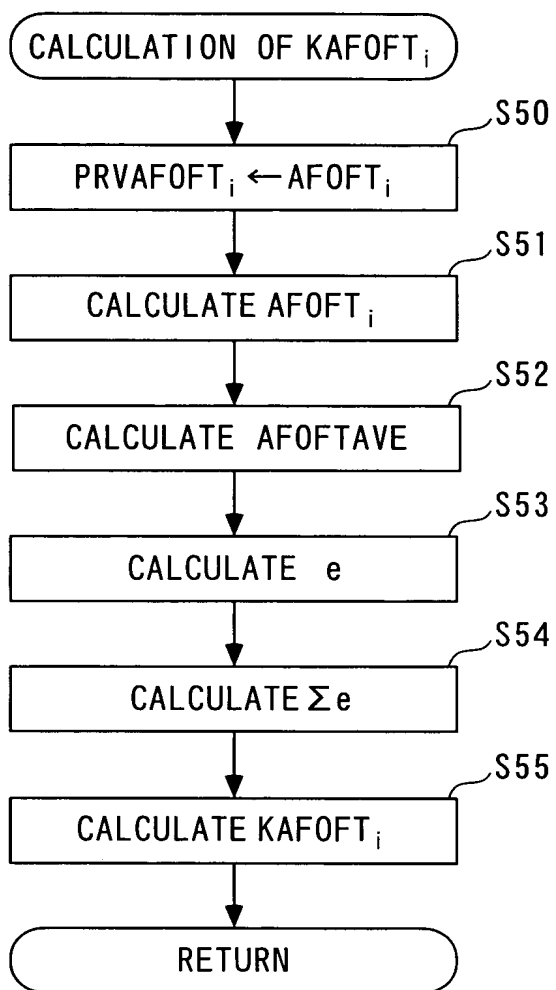 CALCULATION OF KAFOFTᵢ
S50
PRVAFOFTᵢ ← AFOFTᵢ
S51
CALCULATE AFOFTᵢ
S52
CALCULATE AFOFTAVE
S53
CALCULATE e
S54
CALCULATE Σe
S55
CALCULATE KAFOFTᵢ
RETURN